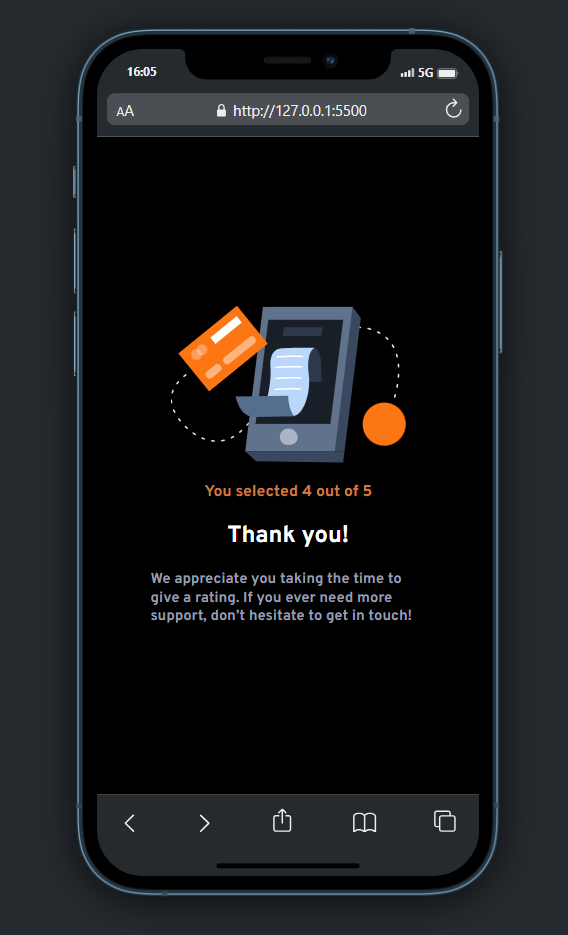 16:05
5G
AA
http://127.0.0.1:5500
You selected 4 out of 5
Thank you!
We appreciate you taking the time to
give a rating. If you ever need more
support, don’t hesitate to get in touch!